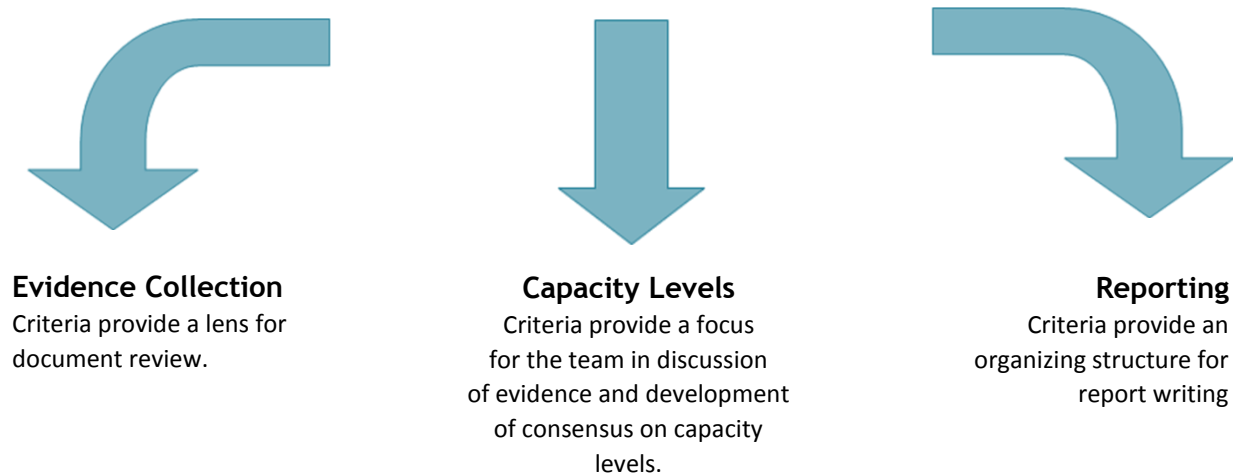 Evidence Collection
Criteria provide a lens for
document review.
Capacity Levels
Criteria provide a focus
for the team in discussion
of evidence and development
of consensus on capacity
levels.
Reporting
Criteria provide an
organizing structure for
report writing